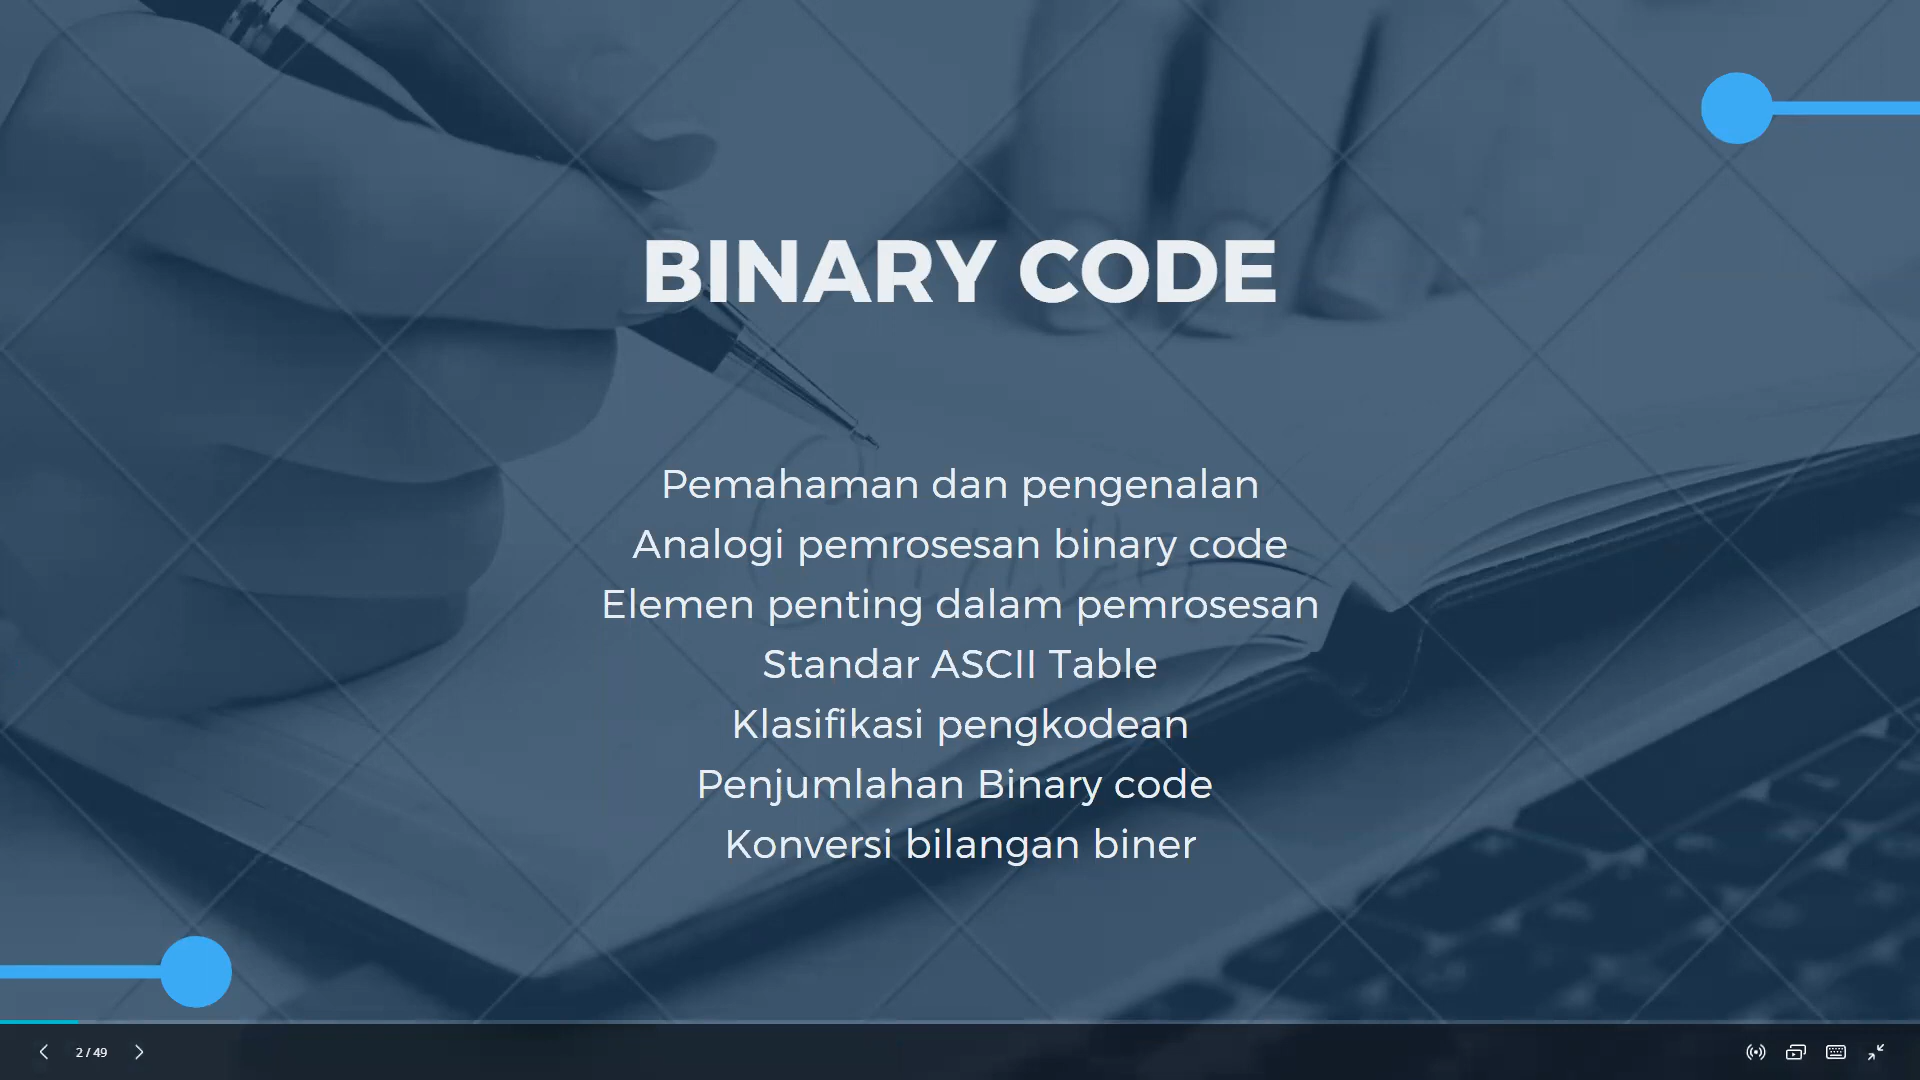 BINARY CODE
Pemahaman dan pengenalan
Analogi pemrosesan binary code
Elemen penting dalam pemrosesan
Standar ASCII Table
Klasifikasi pengkodean
Penjumlahan Binary code
Konversi bilangan biner
2 / 49